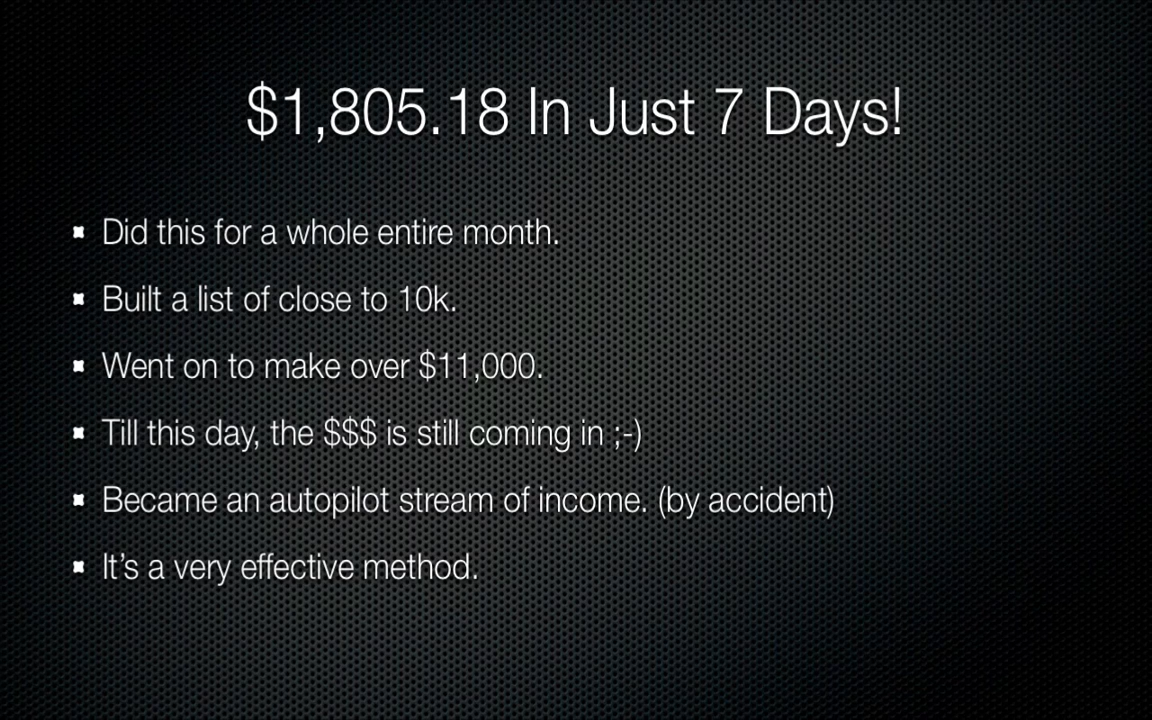 $1,805.18 In Just 7 Days!
Did this for a whole entire month.
Built a list of close to 10k.
Went on to make over $11,000.
Till this day, the $$$ is still coming in ;-)
Became an autopilot stream of income. (by accident)
It’s a very effective method.